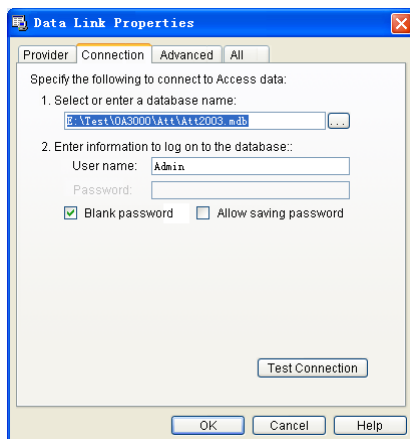 Data Link Properties
Provider Connection Advanced All
Specify the following to connect to Access data:
1. Select or enter a database name:
E:\Test\OA3000\Att\Att2003.mdb ...
2. Enter information to log on to the database::
User name: Admin
Password:
Blank password Allow saving password
Test Connection
OK Cancel Help